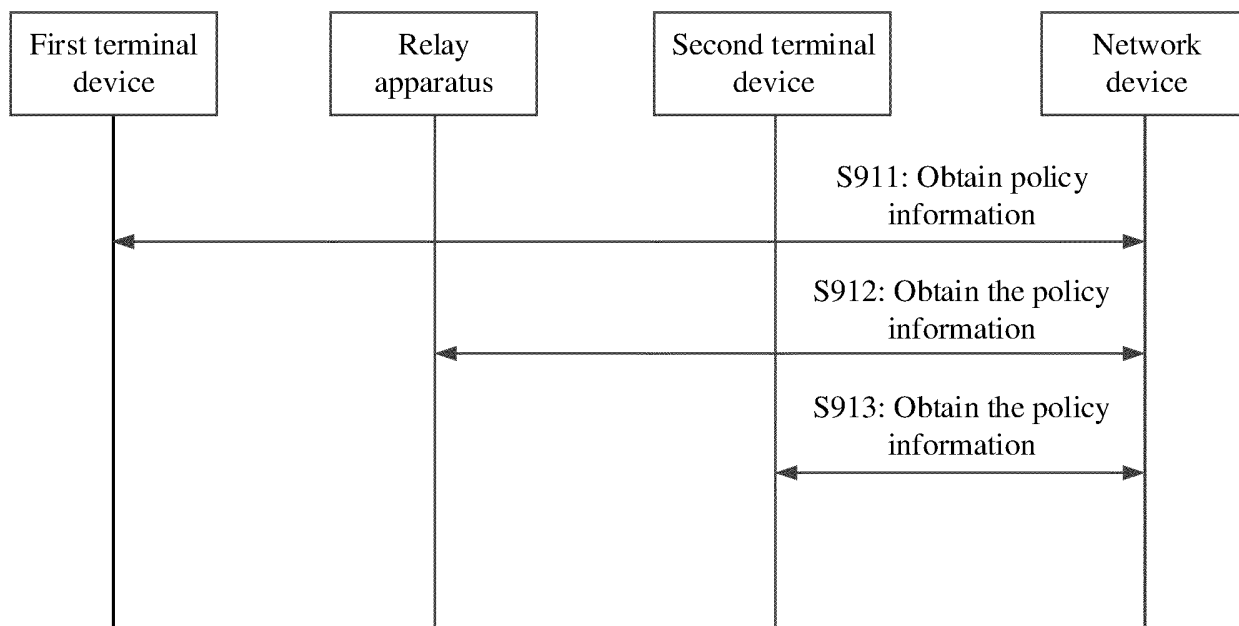 First terminal
device
Relay
apparatus
Second terminal
device
Network
device
S911: Obtain policy
information
S912: Obtain the policy
information
S913: Obtain the policy
information